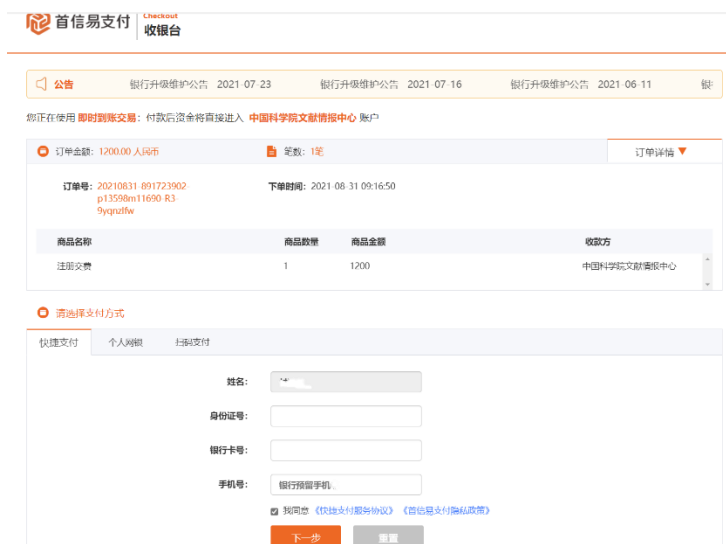 首信易支付
Checkout
收银台
公告 银行升级维护公告 2021-07-23 银行升级维护公告 2021-07-16 银行升级维护公告 2021-06-11 银
您正在使用 即时到账交易：付款后资金将直接进入 中国科学院文献情报中心 账户
订单金额：1200.00 人民币 笔数：1笔 订单详情
订单号：20210831-891723902-
p13598m11690-R3-
9yqnzlfw
下单时间：2021-08-31 09:16:50
商品名称 商品数量 商品金额 收款方
注册交费 1 1200 中国科学院文献情报中心
请选择支付方式
快捷支付 个人网银 扫码支付
姓名：
身份证号：
银行卡号：
手机号： 银行预留手机
我同意 《快捷支付服务协议》 《首信易支付隐私政策》
下一步 重置